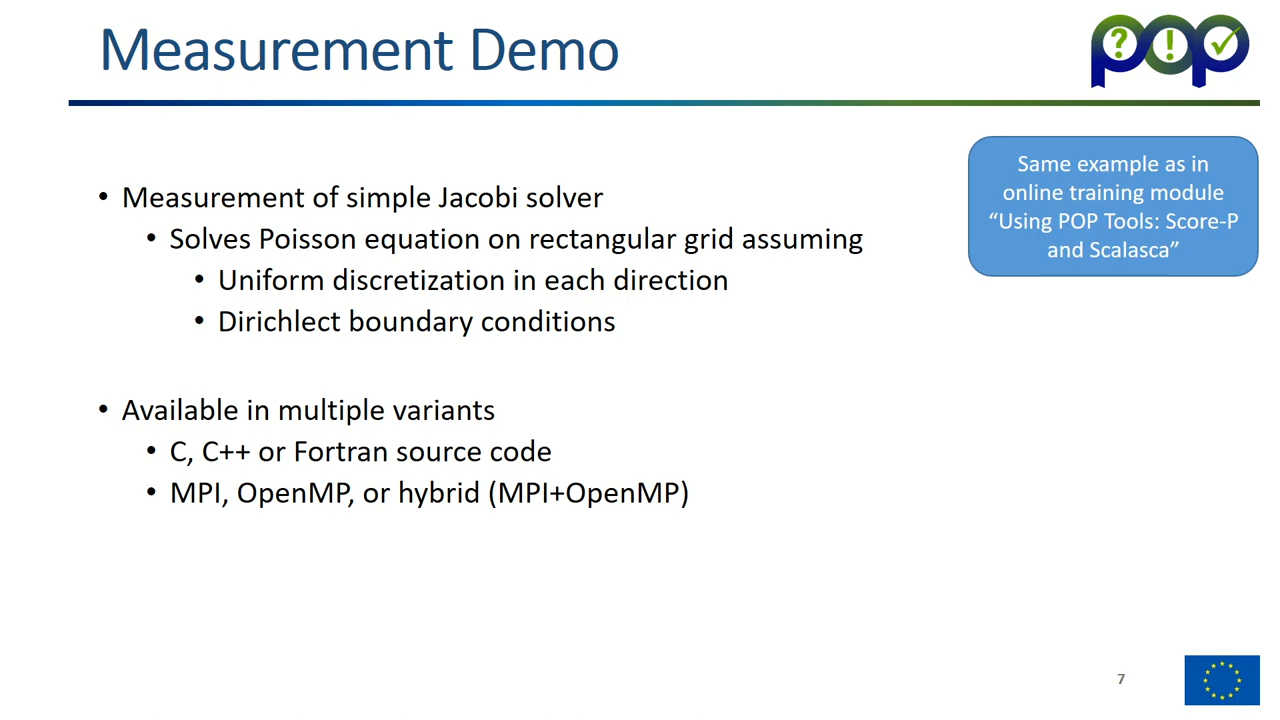 Measurement Demo
pop
• Measurement of simple Jacobi solver
• Solves Poisson equation on rectangular grid assuming
• Uniform discretization in each direction
• Dirichlect boundary conditions
• Available in multiple variants
• C, C++ or Fortran source code
• MPI, OpenMP, or hybrid (MPI+OpenMP)
Same example as in
online training module
“Using POP Tools: Score-P
and Scalasca”
7